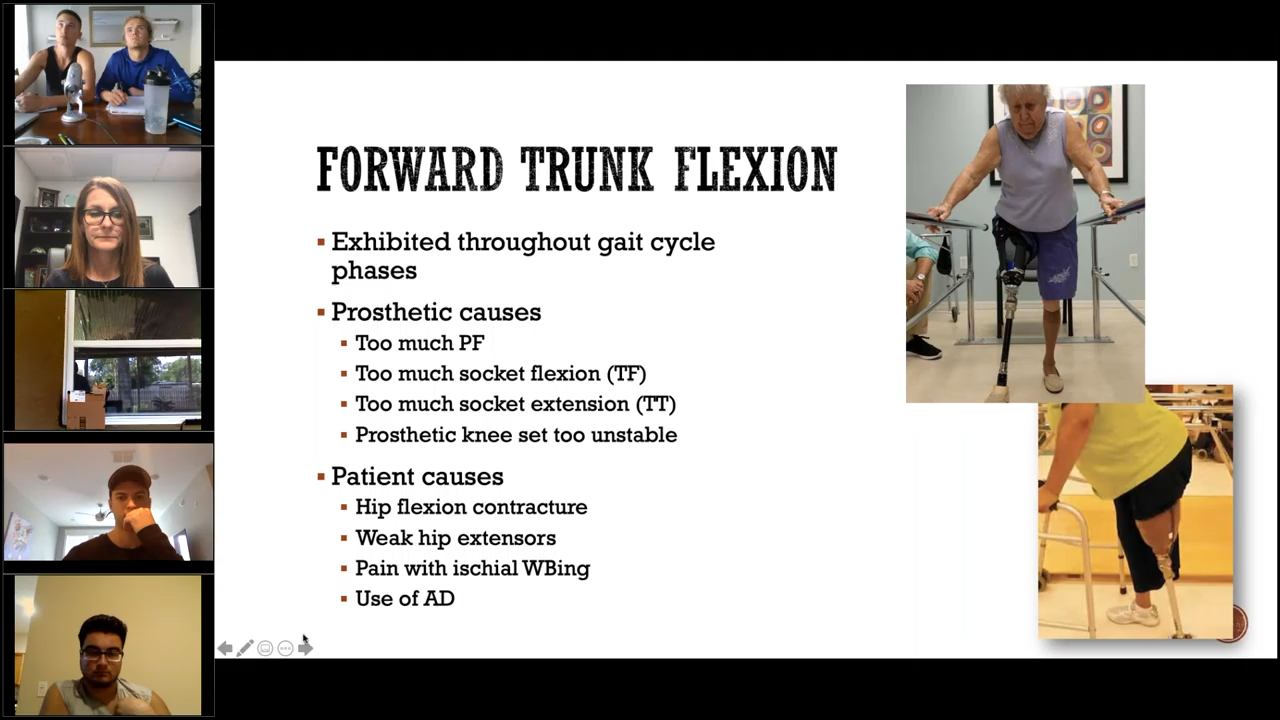 FORWARD TRUNK FLEXION
▪ Exhibited throughout gait cycle
phases
▪ Prosthetic causes
▪ Too much PF
▪ Too much socket flexion (TF)
▪ Too much socket extension (TT)
▪ Prosthetic knee set too unstable
▪ Patient causes
▪ Hip flexion contracture
▪ Weak hip extensors
▪ Pain with ischial WBing
▪ Use of AD